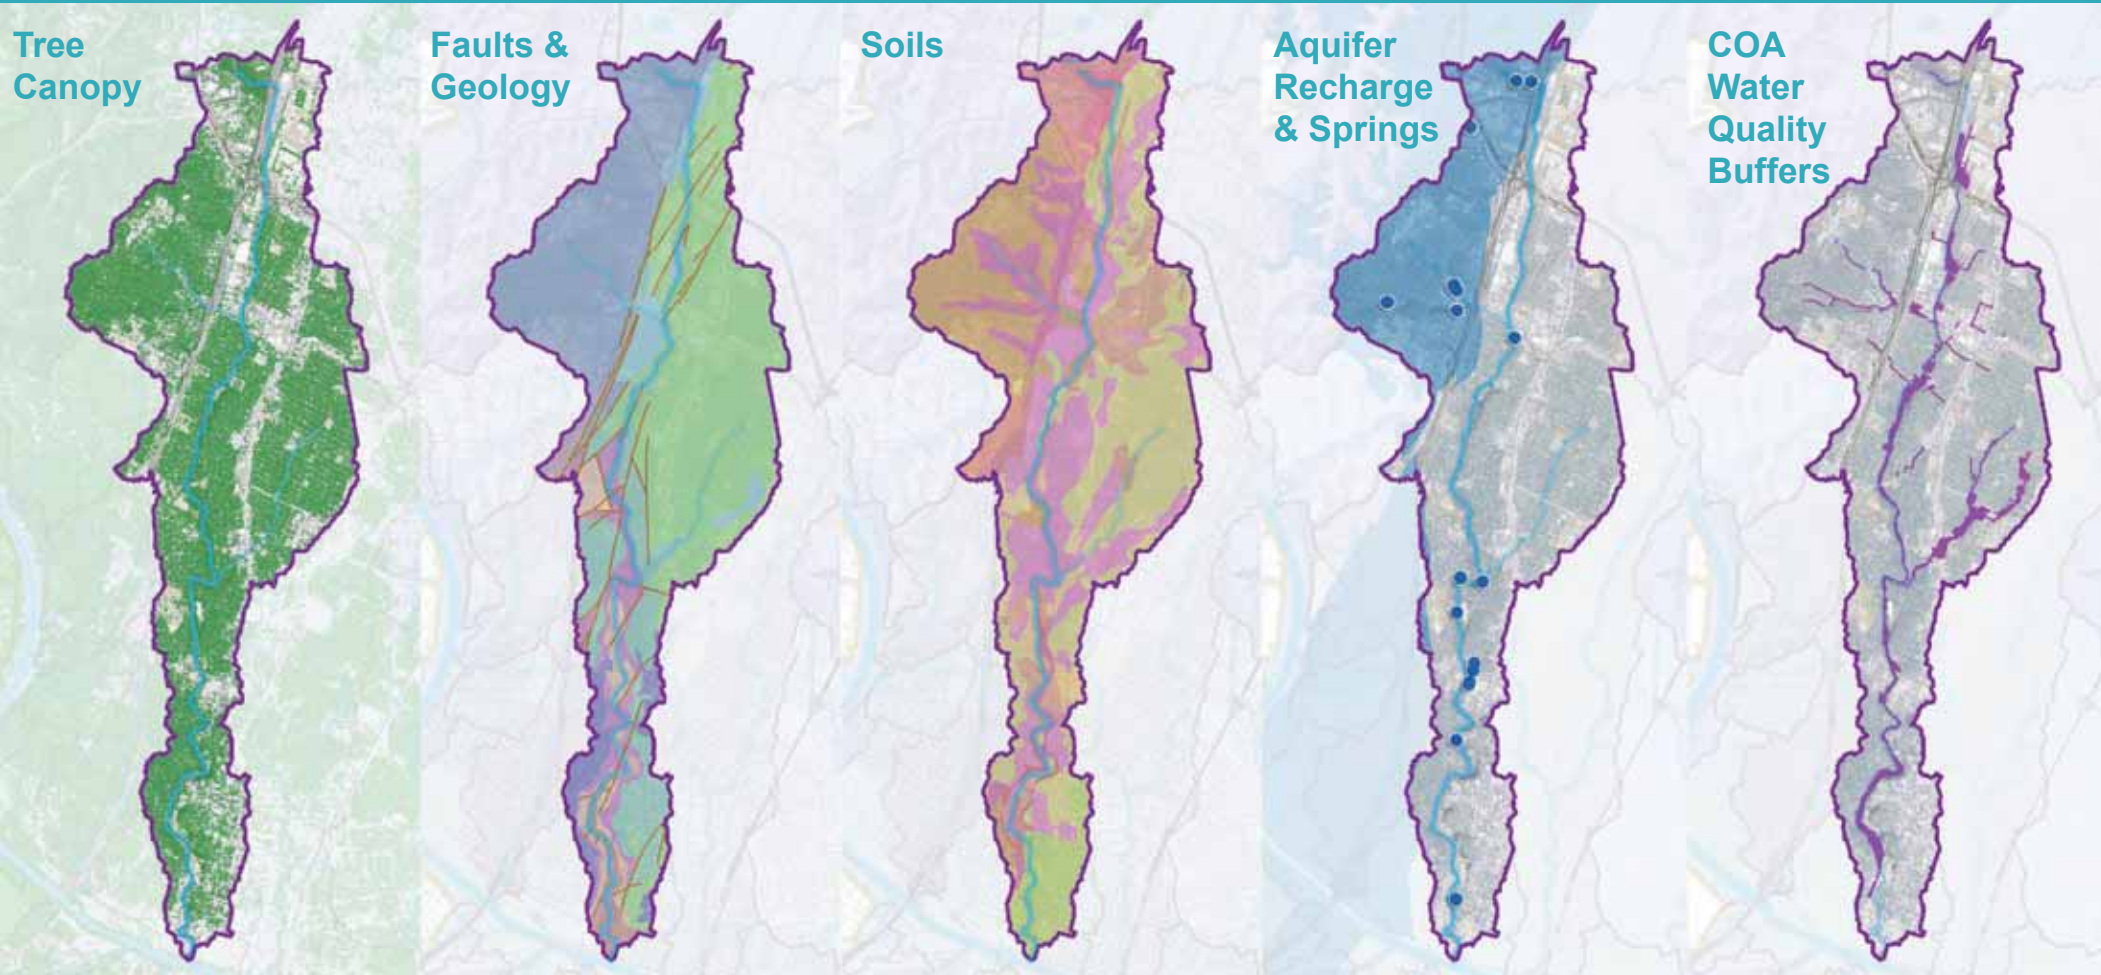 Tree
Canopy
Faults &
Geology
Soils
Aquifer
Recharge
& Springs
COA
Water
Quality
Buffers